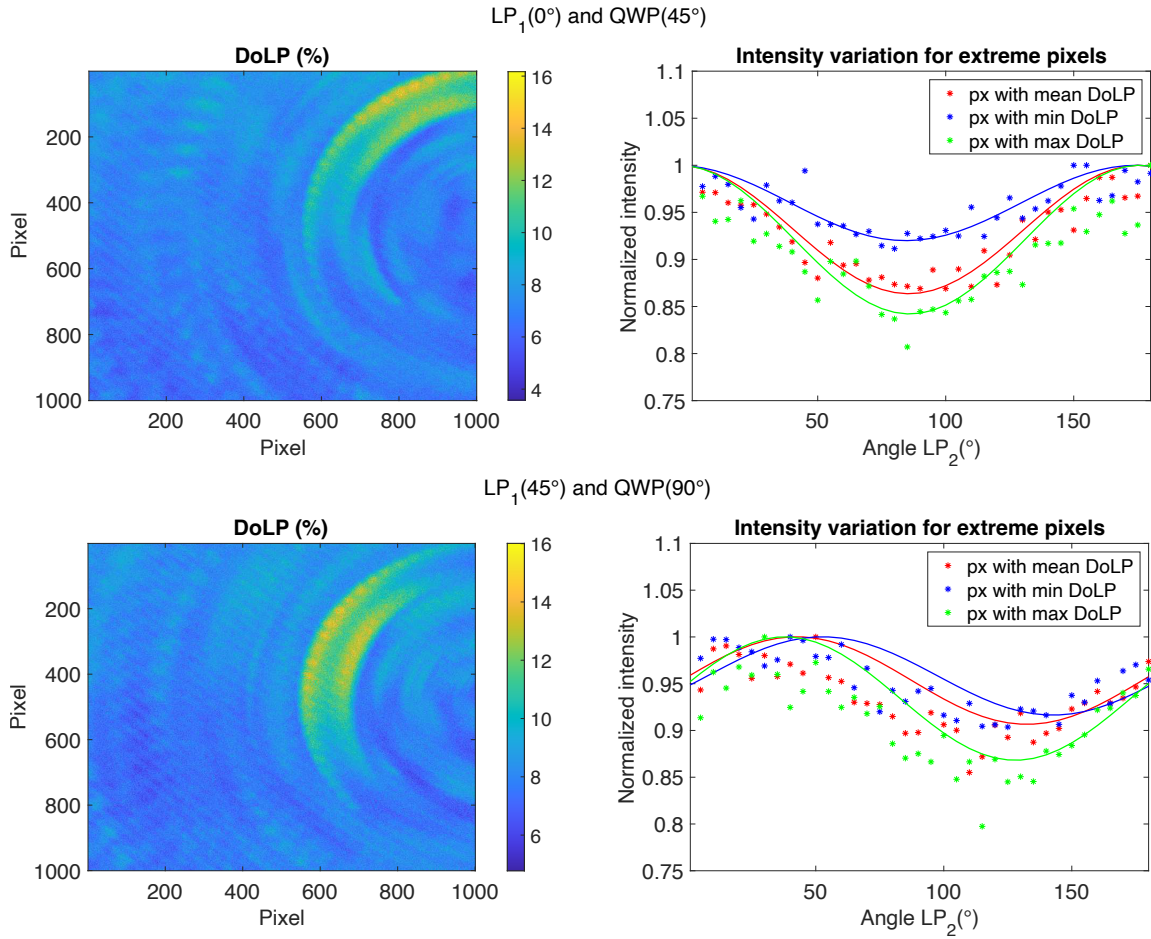 LP₁(0°) and QWP(45°)
DoLP (%)
200
400
600
800
1000
Pixel
200
400
600
800
1000
Pixel
16
14
12
10
8
6
4
Intensity variation for extreme pixels
1.1
1.05
1
0.95
0.9
0.85
0.8
0.75
Normalized intensity
50
100
150
Angle LP₂(°)
px with mean DoLP
px with min DoLP
px with max DoLP
LP₁(45°) and QWP(90°)
DoLP (%)
200
400
600
800
1000
Pixel
200
400
600
800
1000
Pixel
16
14
12
10
8
6
Intensity variation for extreme pixels
1.1
1.05
1
0.95
0.9
0.85
0.8
0.75
Normalized intensity
50
100
150
Angle LP₂(°)
px with mean DoLP
px with min DoLP
px with max DoLP